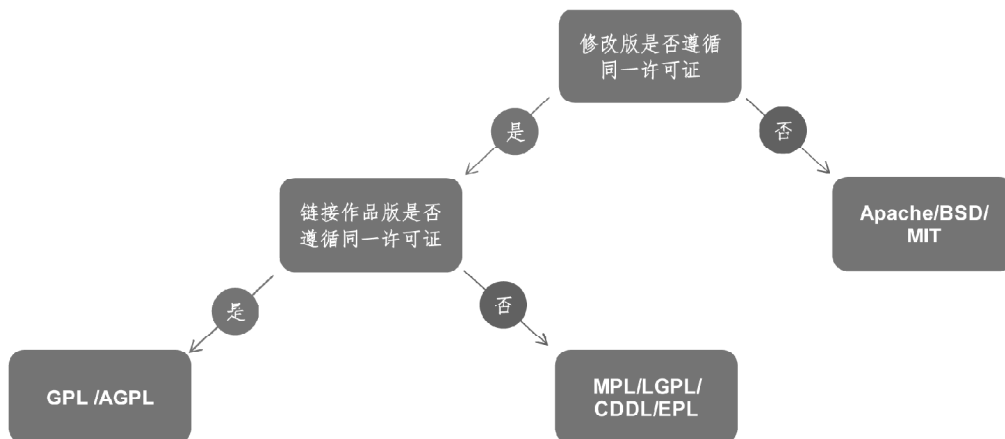 修改版是否遵循
同一许可证
是
否
链接作品版是否
遵循同一许可证
Apache/BSD/
MIT
是
否
GPL /AGPL
MPL/LGPL/
CDDL/EPL